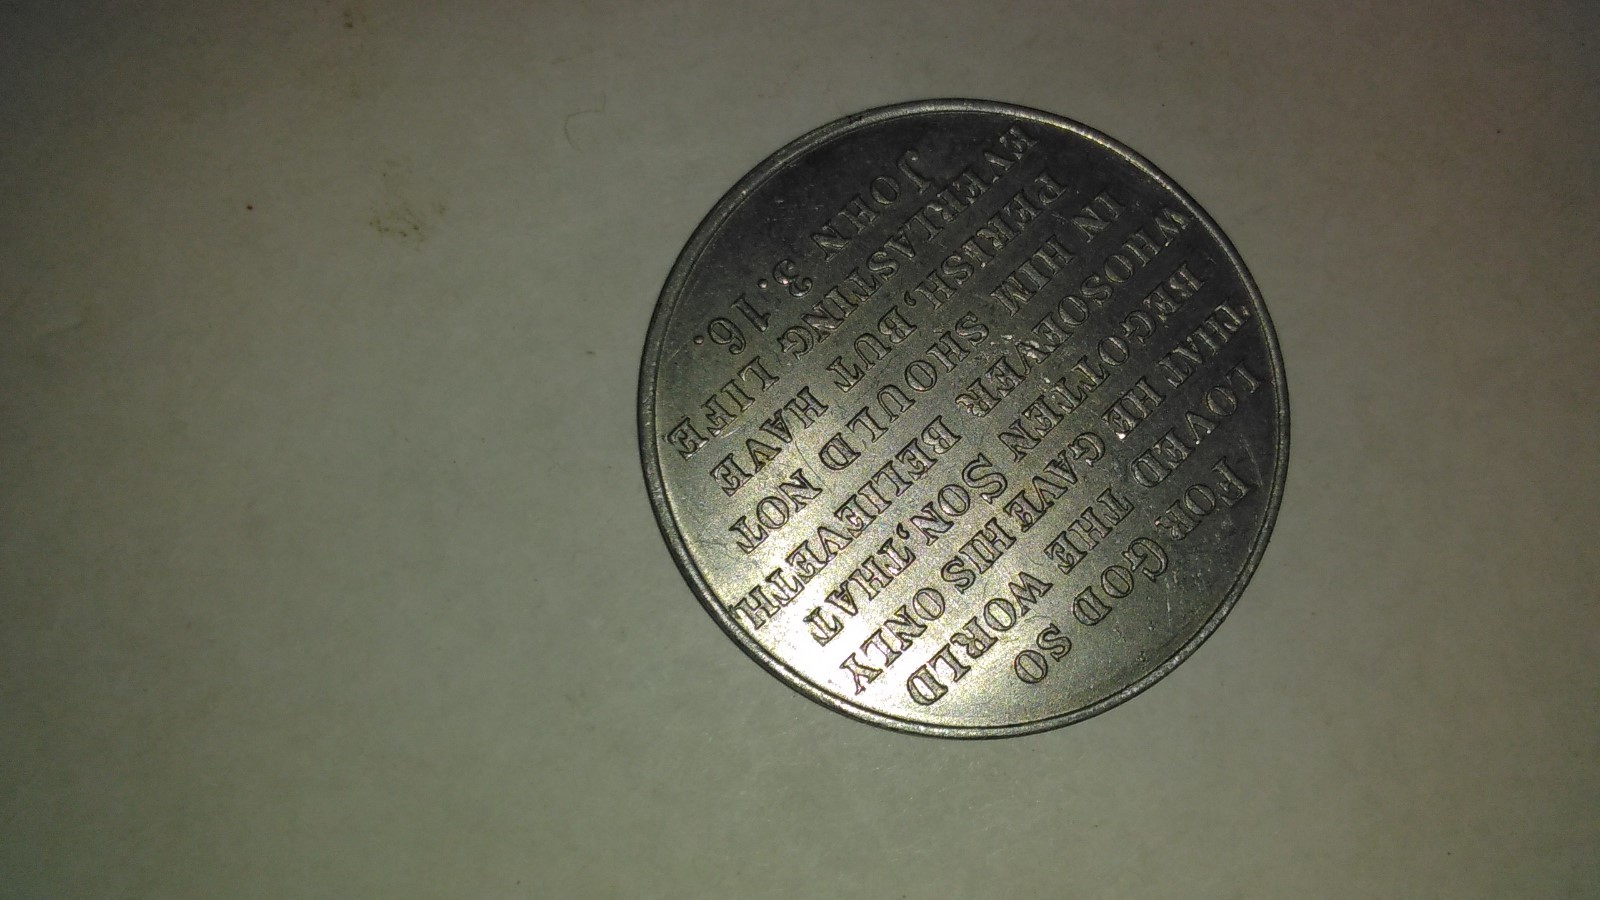 FOR GOD SO
LOVED THE WORLD
THAT HE GAVE HIS ONLY
BEGOTTEN SON, THAT
WHOSOEVER BELIEVETH
IN HIM SHOULD NOT
PERISH, BUT HAVE
EVERLASTING LIFE
JOHN 3:16.